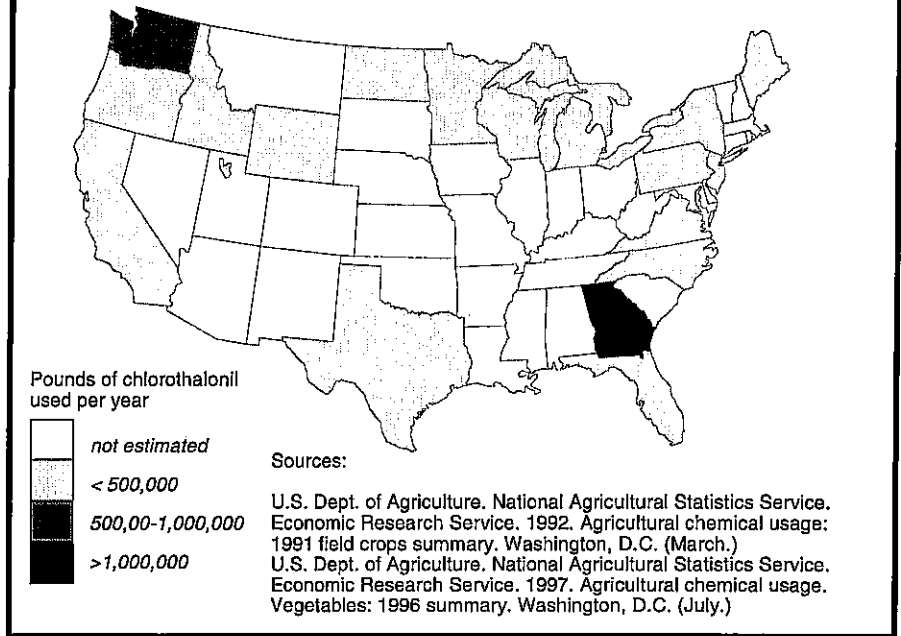 Pounds of chlorothalonil
used per year
not estimated
< 500,000
500,00-1,000,000
>1,000,000
Sources:
U.S. Dept. of Agriculture. National Agricultural Statistics Service.
Economic Research Service. 1992. Agricultural chemical usage:
1991 field crops summary. Washington, D.C. (March.)
U.S. Dept. of Agriculture. National Agricultural Statistics Service.
Economic Research Service. 1997. Agricultural chemical usage.
Vegetables: 1996 summary. Washington, D.C. (July.)